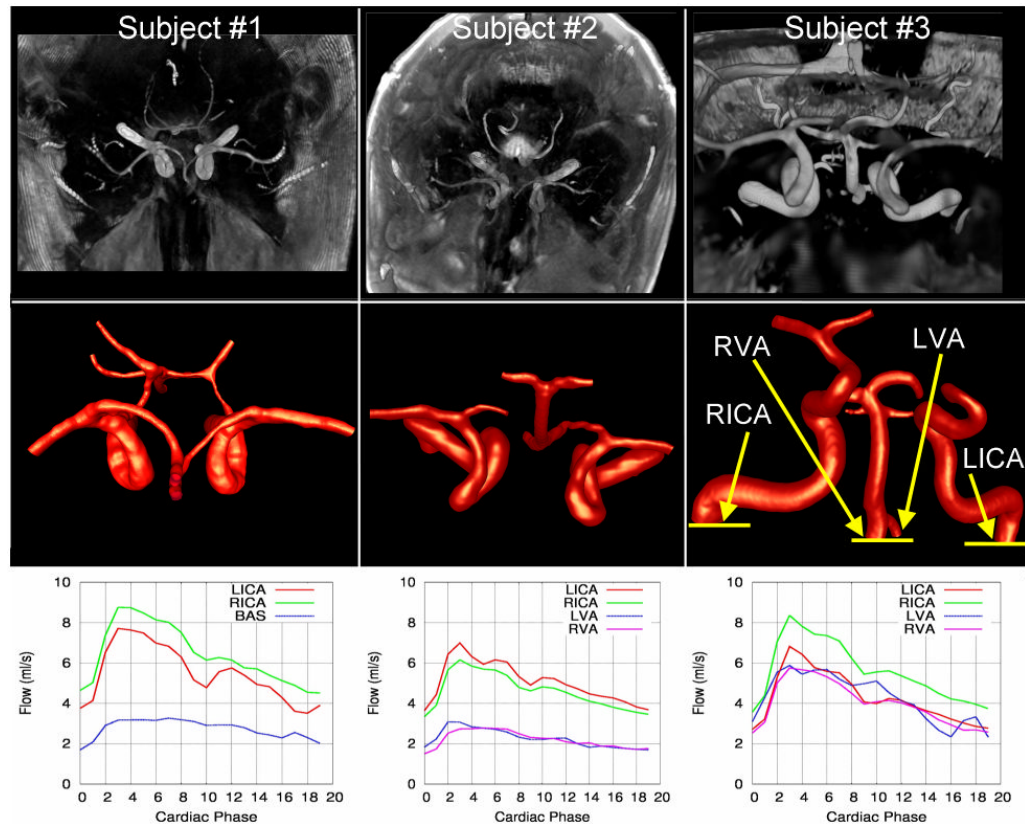 Subject #1
Subject #2
Subject #3
RVA
LVA
RICA
LICA
10
8
6
4
2
0
Flow (ml/s)
LICA
RICA
BAS
0 2 4 6 8 10 12 14 16 18 20
Cardiac Phase
10
8
6
4
2
0
Flow (ml/s)
LICA
RICA
LVA
RVA
0 2 4 6 8 10 12 14 16 18 20
Cardiac Phase
10
8
6
4
2
0
Flow (ml/s)
LICA
RICA
LVA
RVA
0 2 4 6 8 10 12 14 16 18 20
Cardiac Phase